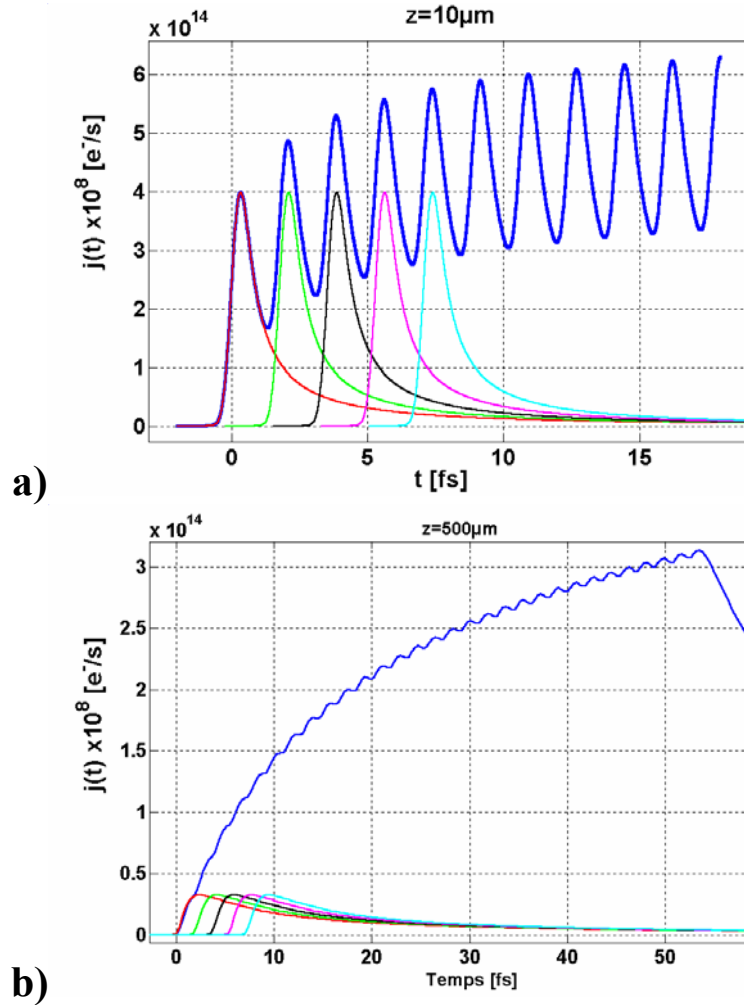 x 10^14
z=10µm
6
5
4
3
2
1
0
j(t) x10^8 [e^-/s]
0 5 10 15
t [fs]
a)
x 10^14
z=500µm
3
2.5
2
1.5
1
0.5
0
j(t) x10^8 [e^-/s]
0 10 20 30 40 50
Temps [fs]
b)